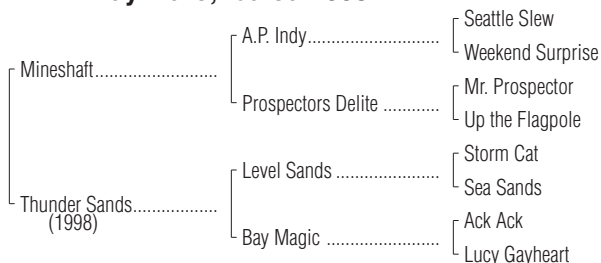 Seattle Slew
A.P. Indy
Weekend Surprise
Mineshaft
Mr. Prospector
Prospectors Delite
Up the Flagpole
Storm Cat
Level Sands
Sea Sands
Thunder Sands
(1998)
Ack Ack
Bay Magic
Lucy Gayheart